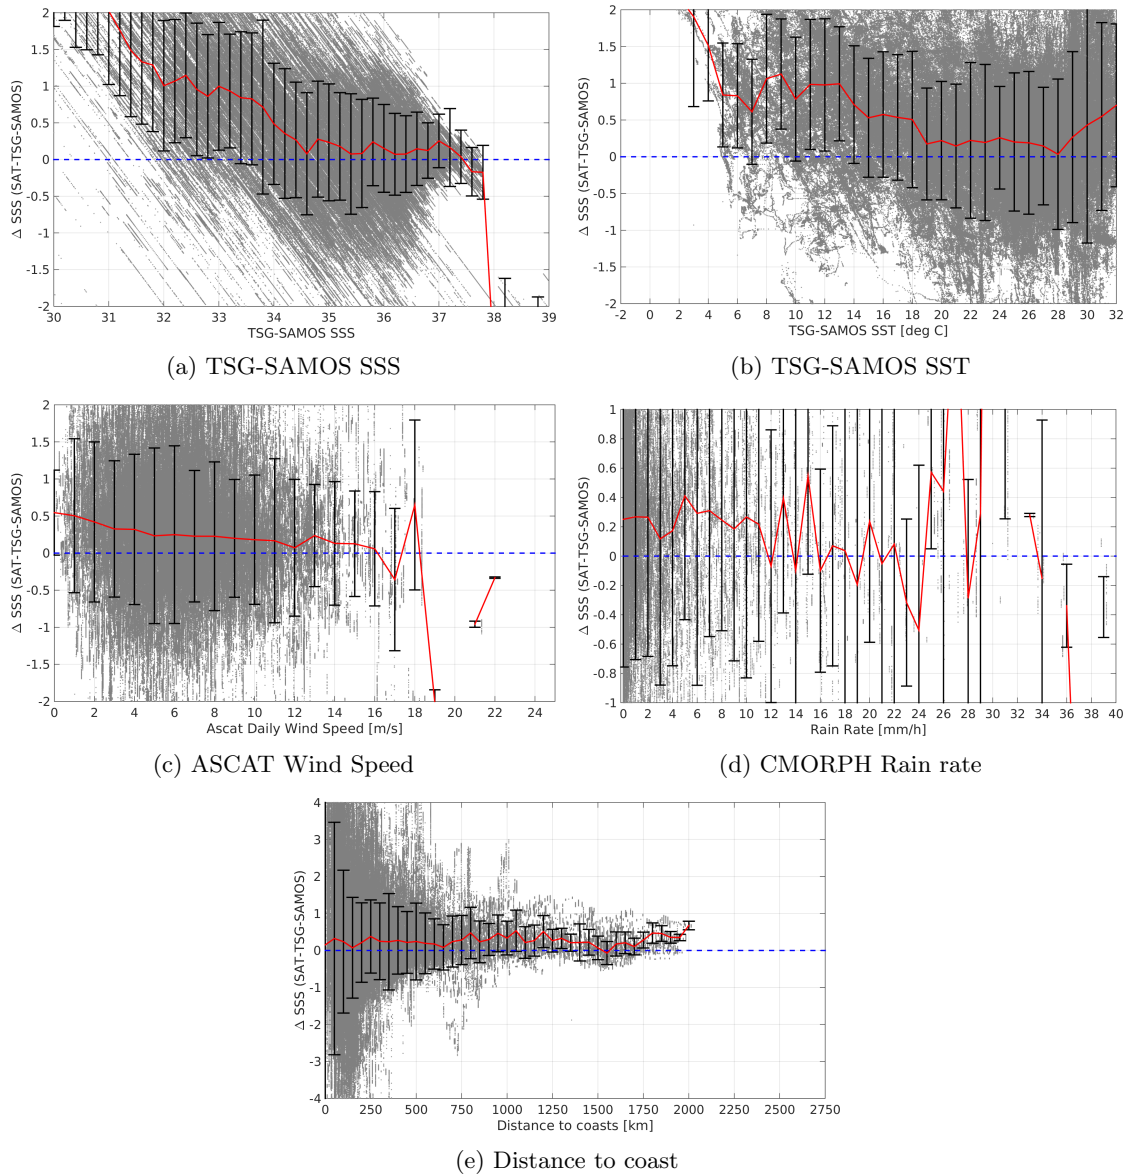 2
1.5
1
0.5
0
-0.5
-1
-1.5
-2
Δ SSS (SAT-TSG-SAMOS)
30 31 32 33 34 35 36 37 38 39
TSG-SAMOS SSS
(a) TSG-SAMOS SSS
2
1.5
1
0.5
0
-0.5
-1
-1.5
-2
Δ SSS (SAT-TSG-SAMOS)
-2 0 2 4 6 8 10 12 14 16 18 20 22 24 26 28 30 32
TSG-SAMOS SST [deg C]
(b) TSG-SAMOS SST
2
1.5
1
0.5
0
-0.5
-1
-1.5
-2
Δ SSS (SAT-TSG-SAMOS)
0 2 4 6 8 10 12 14 16 18 20 22 24
Ascat Daily Wind Speed [m/s]
(c) ASCAT Wind Speed
1
0.8
0.6
0.4
0.2
0
-0.2
-0.4
-0.6
-0.8
-1
Δ SSS (SAT-TSG-SAMOS)
0 2 4 6 8 10 12 14 16 18 20 22 24 26 28 30 32 34 36 38 40
Rain Rate [mm/h]
(d) CMORPH Rain rate
4
3
2
1
0
-1
-2
-3
-4
Δ SSS (SAT-TSG-SAMOS)
0 250 500 750 1000 1250 1500 1750 2000 2250 2500 2750
Distance to coasts [km]
(e) Distance to coast